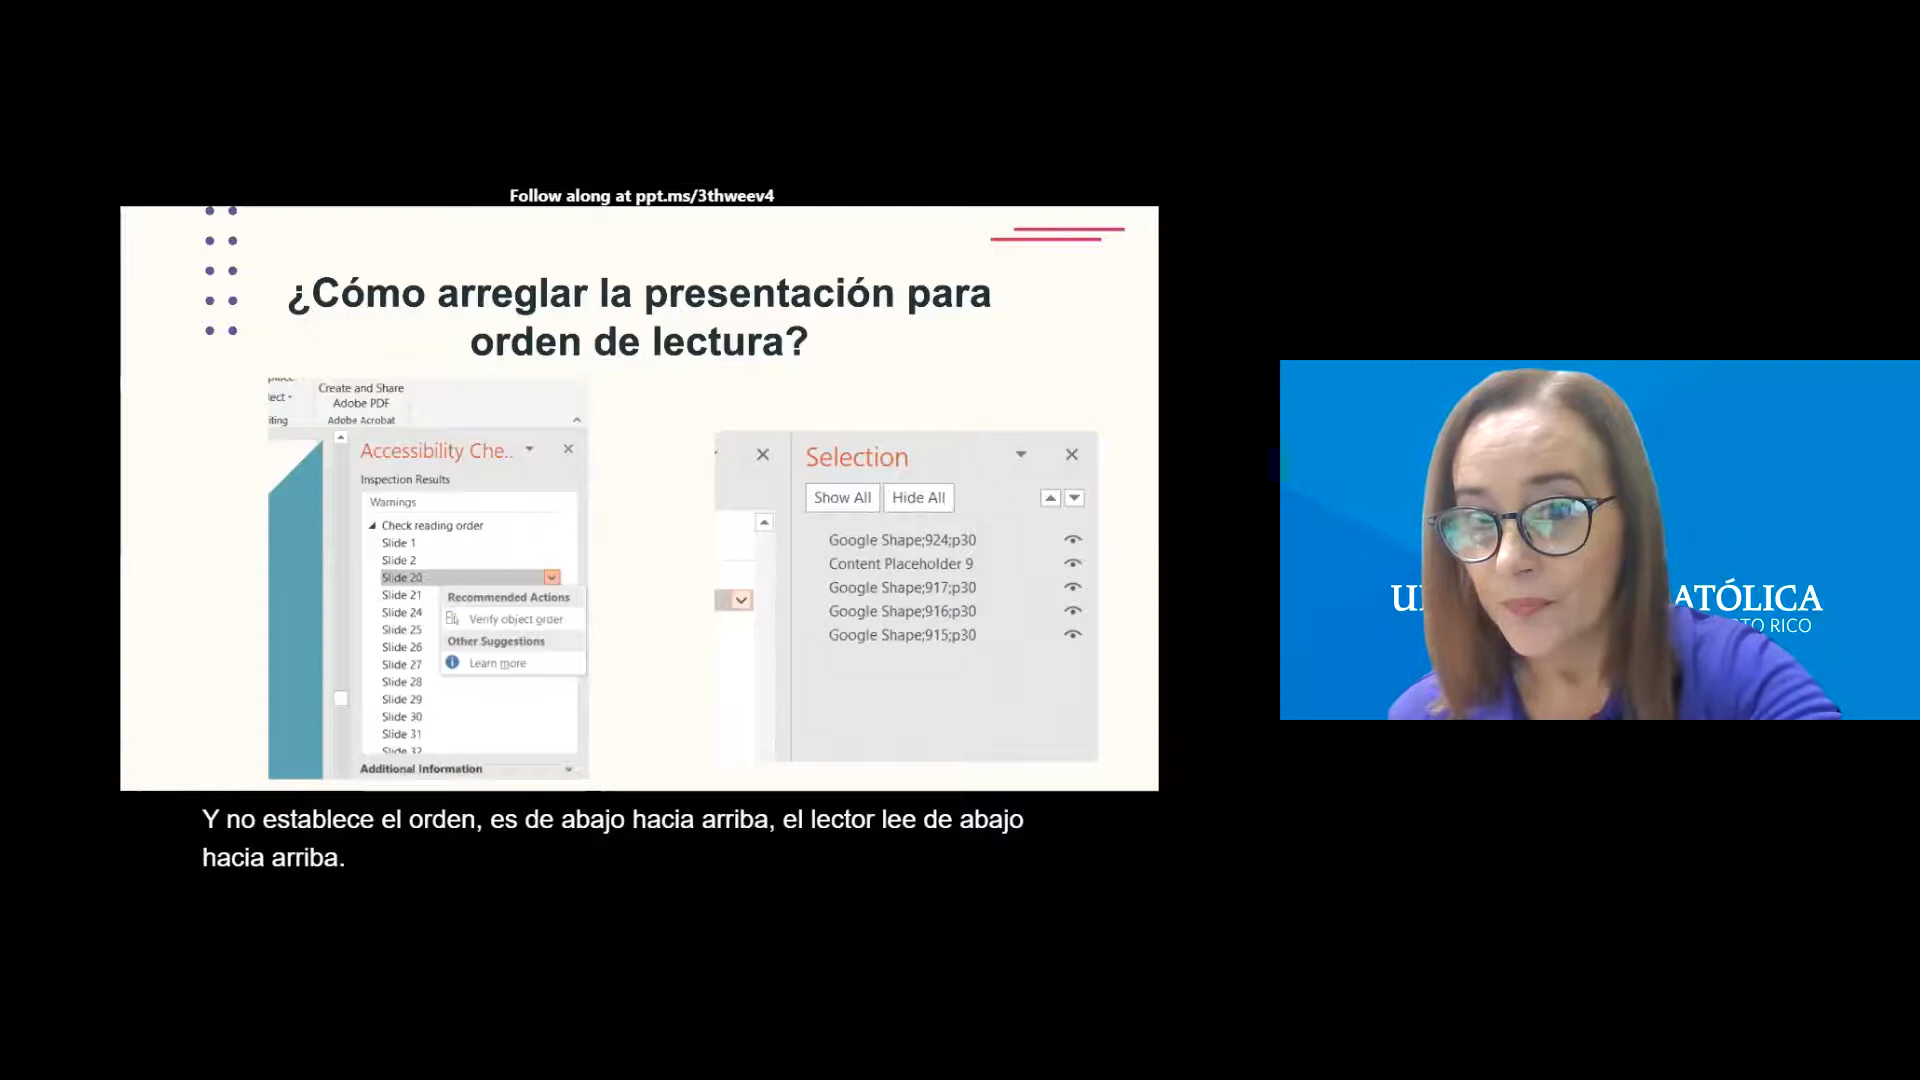 Follow along at ppt.ms/3thweev4
¿Cómo arreglar la presentación para
orden de lectura?
Create and Share
Adobe PDF
Adobe Acrobat
Accessibility Che..
Inspection Results
Warnings
Check reading order
Slide 1
Slide 2
Slide 20
Slide 21
Slide 24
Slide 25
Slide 26
Slide 27
Slide 28
Slide 29
Slide 30
Slide 31
Slide 32
Recommended Actions
Verify object order
Other Suggestions
Learn more
Additional Information
Selection
Show All
Hide All
Google Shape;924;p30
Content Placeholder 9
Google Shape;917;p30
Google Shape;916;p30
Google Shape;915;p30
Y no establece el orden, es de abajo hacia arriba, el lector lee de abajo
hacia arriba.
ATÓLICA
RICO